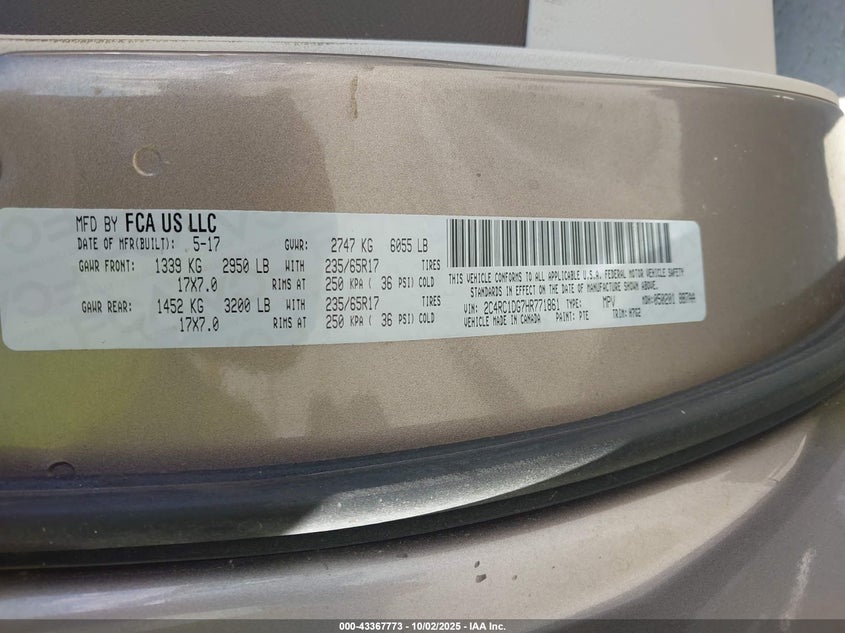 MFD BY FCA US LLC
DATE OF MFR(BUILT): 5-17 GVWR: 2747 KG 6055 LB
GAWR FRONT: 1339 KG 2950 LB WITH 235/65R17 TIRES
17X7.0 RIMS AT 250 KPA ( 36 PSI) COLD
GAWR REAR: 1452 KG 3200 LB WITH 235/65R17 TIRES
17X7.0 RIMS AT 250 KPA ( 36 PSI) COLD
THIS VEHICLE CONFORMS TO ALL APPLICABLE U.S.A. FEDERAL MOTOR VEHICLE SAFETY
STANDARDS IN EFFECT ON THE DATE OF MANUFACTURE SHOWN ABOVE.
VIN: 2C4RC1DG7HR771861 TYPE: MPV MDH: 050203
VEHICLE MADE IN CANADA PAINT: PTE TRIM: H7G2
000-43367773 - 10/02/2025 - IAA Inc.